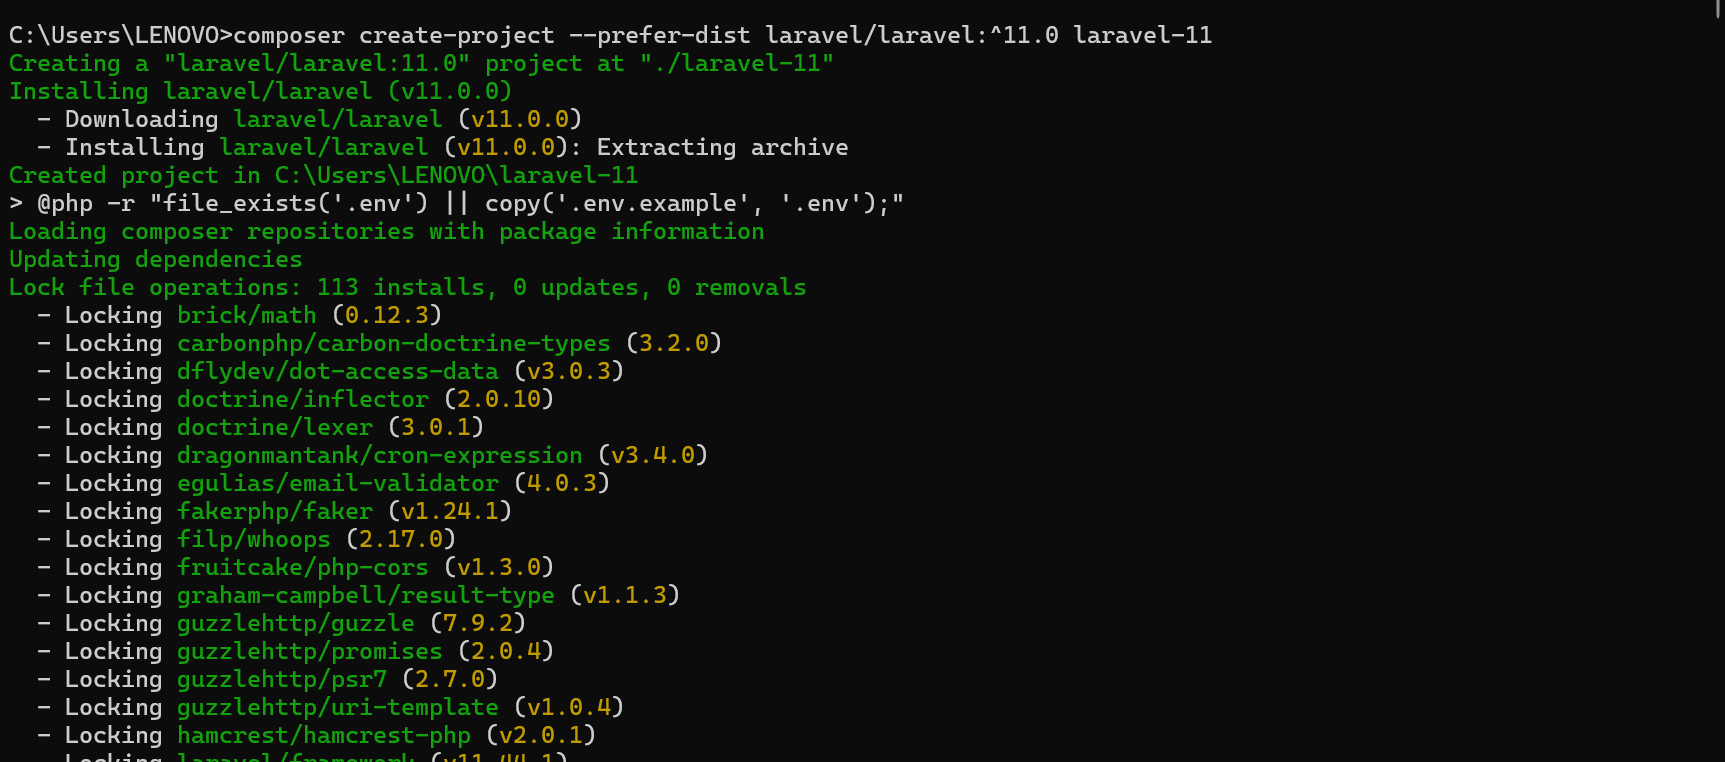 C:\Users\LENOVO>composer create-project --prefer-dist laravel/laravel:^11.0 laravel-11
Creating a "laravel/laravel:11.0" project at "./laravel-11"
Installing laravel/laravel (v11.0.0)
  - Downloading laravel/laravel (v11.0.0)
  - Installing laravel/laravel (v11.0.0): Extracting archive
Created project in C:\Users\LENOVO\laravel-11
> @php -r "file_exists('.env') || copy('.env.example', '.env');"
Loading composer repositories with package information
Updating dependencies
Lock file operations: 113 installs, 0 updates, 0 removals
  - Locking brick/math (0.12.3)
  - Locking carbonphp/carbon-doctrine-types (3.2.0)
  - Locking dflydev/dot-access-data (v3.0.3)
  - Locking doctrine/inflector (2.0.10)
  - Locking doctrine/lexer (3.0.1)
  - Locking dragonmantank/cron-expression (v3.4.0)
  - Locking egulias/email-validator (4.0.3)
  - Locking fakerphp/faker (v1.24.1)
  - Locking filp/whoops (2.17.0)
  - Locking fruitcake/php-cors (v1.3.0)
  - Locking graham-campbell/result-type (v1.1.3)
  - Locking guzzlehttp/guzzle (7.9.2)
  - Locking guzzlehttp/promises (2.0.4)
  - Locking guzzlehttp/psr7 (2.7.0)
  - Locking guzzlehttp/uri-template (v1.0.4)
  - Locking hamcrest/hamcrest-php (v2.0.1)
  - Locking laravel/framework (v11.44.1)